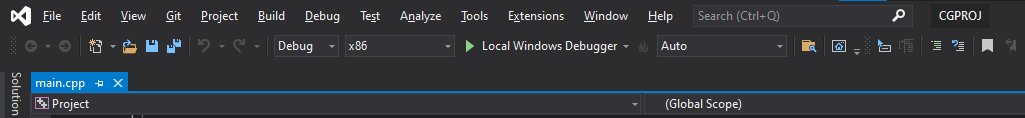 File Edit View Git Project Build Debug Test Analyze Tools Extensions Window Help Search (Ctrl+Q) CGPROJ
Debug x86 Local Windows Debugger Auto
main.cpp
Solution
Project (Global Scope)